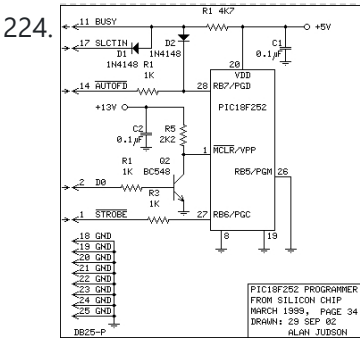 224.
11 BUSY
R1 4K7
+5V
17 SLCTIN
D1
1N4148
D2
1N4148
C1
0.1µF
R1
1K
14 AUTOFD
20
VDD
28 RB7/PGD
PIC18F252
+13V
C2
0.1µF
R5
2K2
1 MCLR/VPP
R1
1K
Q2
BC548
RB5/PGM 26
2 D0
R3
1K
1 STROBE
27 RB6/PGC
8
19
18 GND
19 GND
20 GND
21 GND
22 GND
23 GND
24 GND
25 GND
DB25-P
PIC18F252 PROGRAMMER
FROM SILICON CHIP
MARCH 1999, PAGE 34
DRAWN: 29 SEP 02
ALAN JUDSON